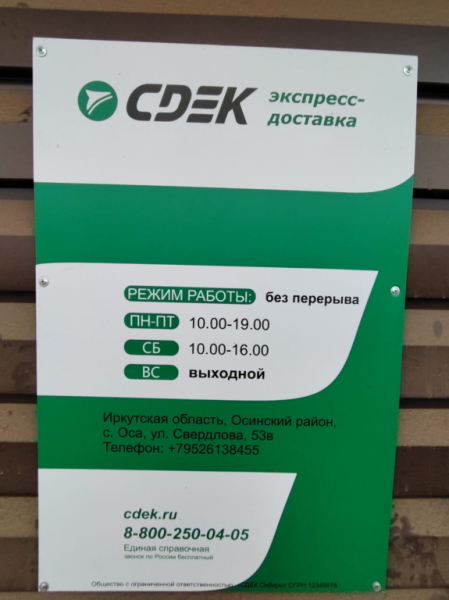 CDEK экспресс-
доставка
РЕЖИМ РАБОТЫ: без перерыва
ПН-ПТ 10.00-19.00
СБ 10.00-16.00
ВС выходной
Иркутская область, Осинский район,
с. Оса, ул. Свердлова, 53в
Телефон: +79526138455
cdek.ru
8-800-250-04-05
Единая справочная
звонок по России бесплатный
Общество с ограниченной ответственностью